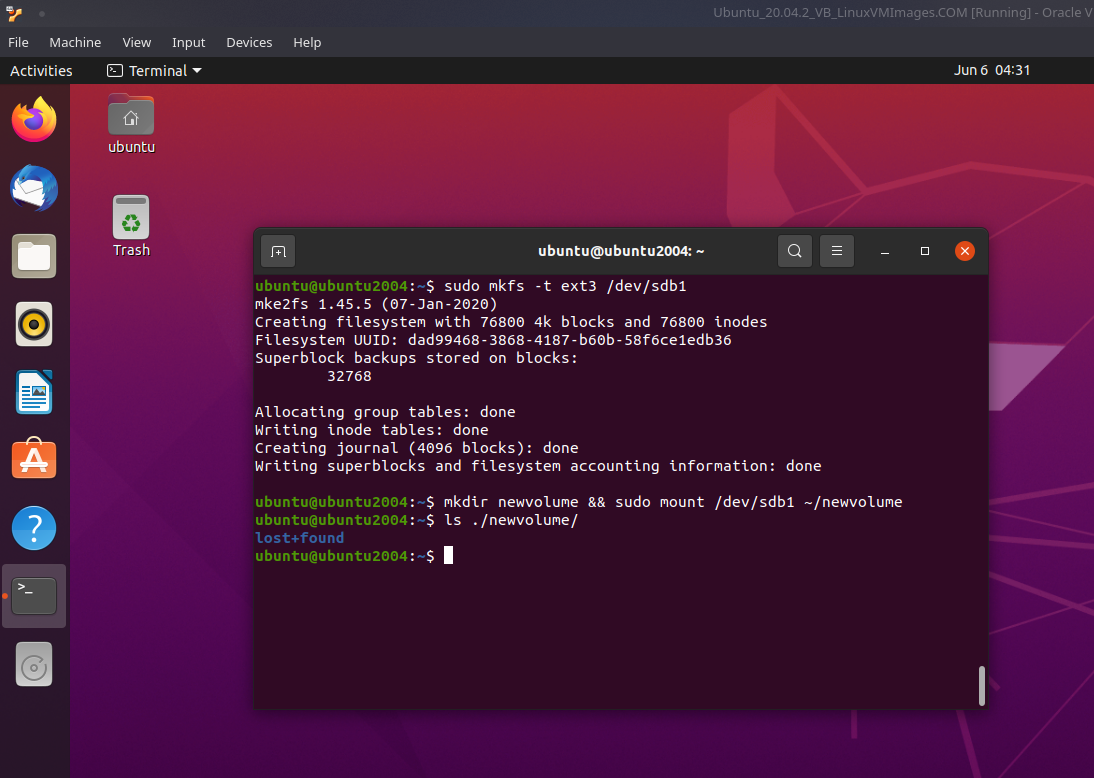 Ubuntu_20.04.2_VB_LinuxVMImages.COM [Running] - Oracle V
File Machine View Input Devices Help
Activities Terminal Jun 6 04:31
ubuntu
Trash
ubuntu@ubuntu2004: ~
ubuntu@ubuntu2004:~$ sudo mkfs -t ext3 /dev/sdb1
mke2fs 1.45.5 (07-Jan-2020)
Creating filesystem with 76800 4k blocks and 76800 inodes
Filesystem UUID: dad99468-3868-4187-b60b-58f6ce1edb36
Superblock backups stored on blocks:
        32768

Allocating group tables: done
Writing inode tables: done
Creating journal (4096 blocks): done
Writing superblocks and filesystem accounting information: done

ubuntu@ubuntu2004:~$ mkdir newvolume && sudo mount /dev/sdb1 ~/newvolume
ubuntu@ubuntu2004:~$ ls ./newvolume/
lost+found
ubuntu@ubuntu2004:~$